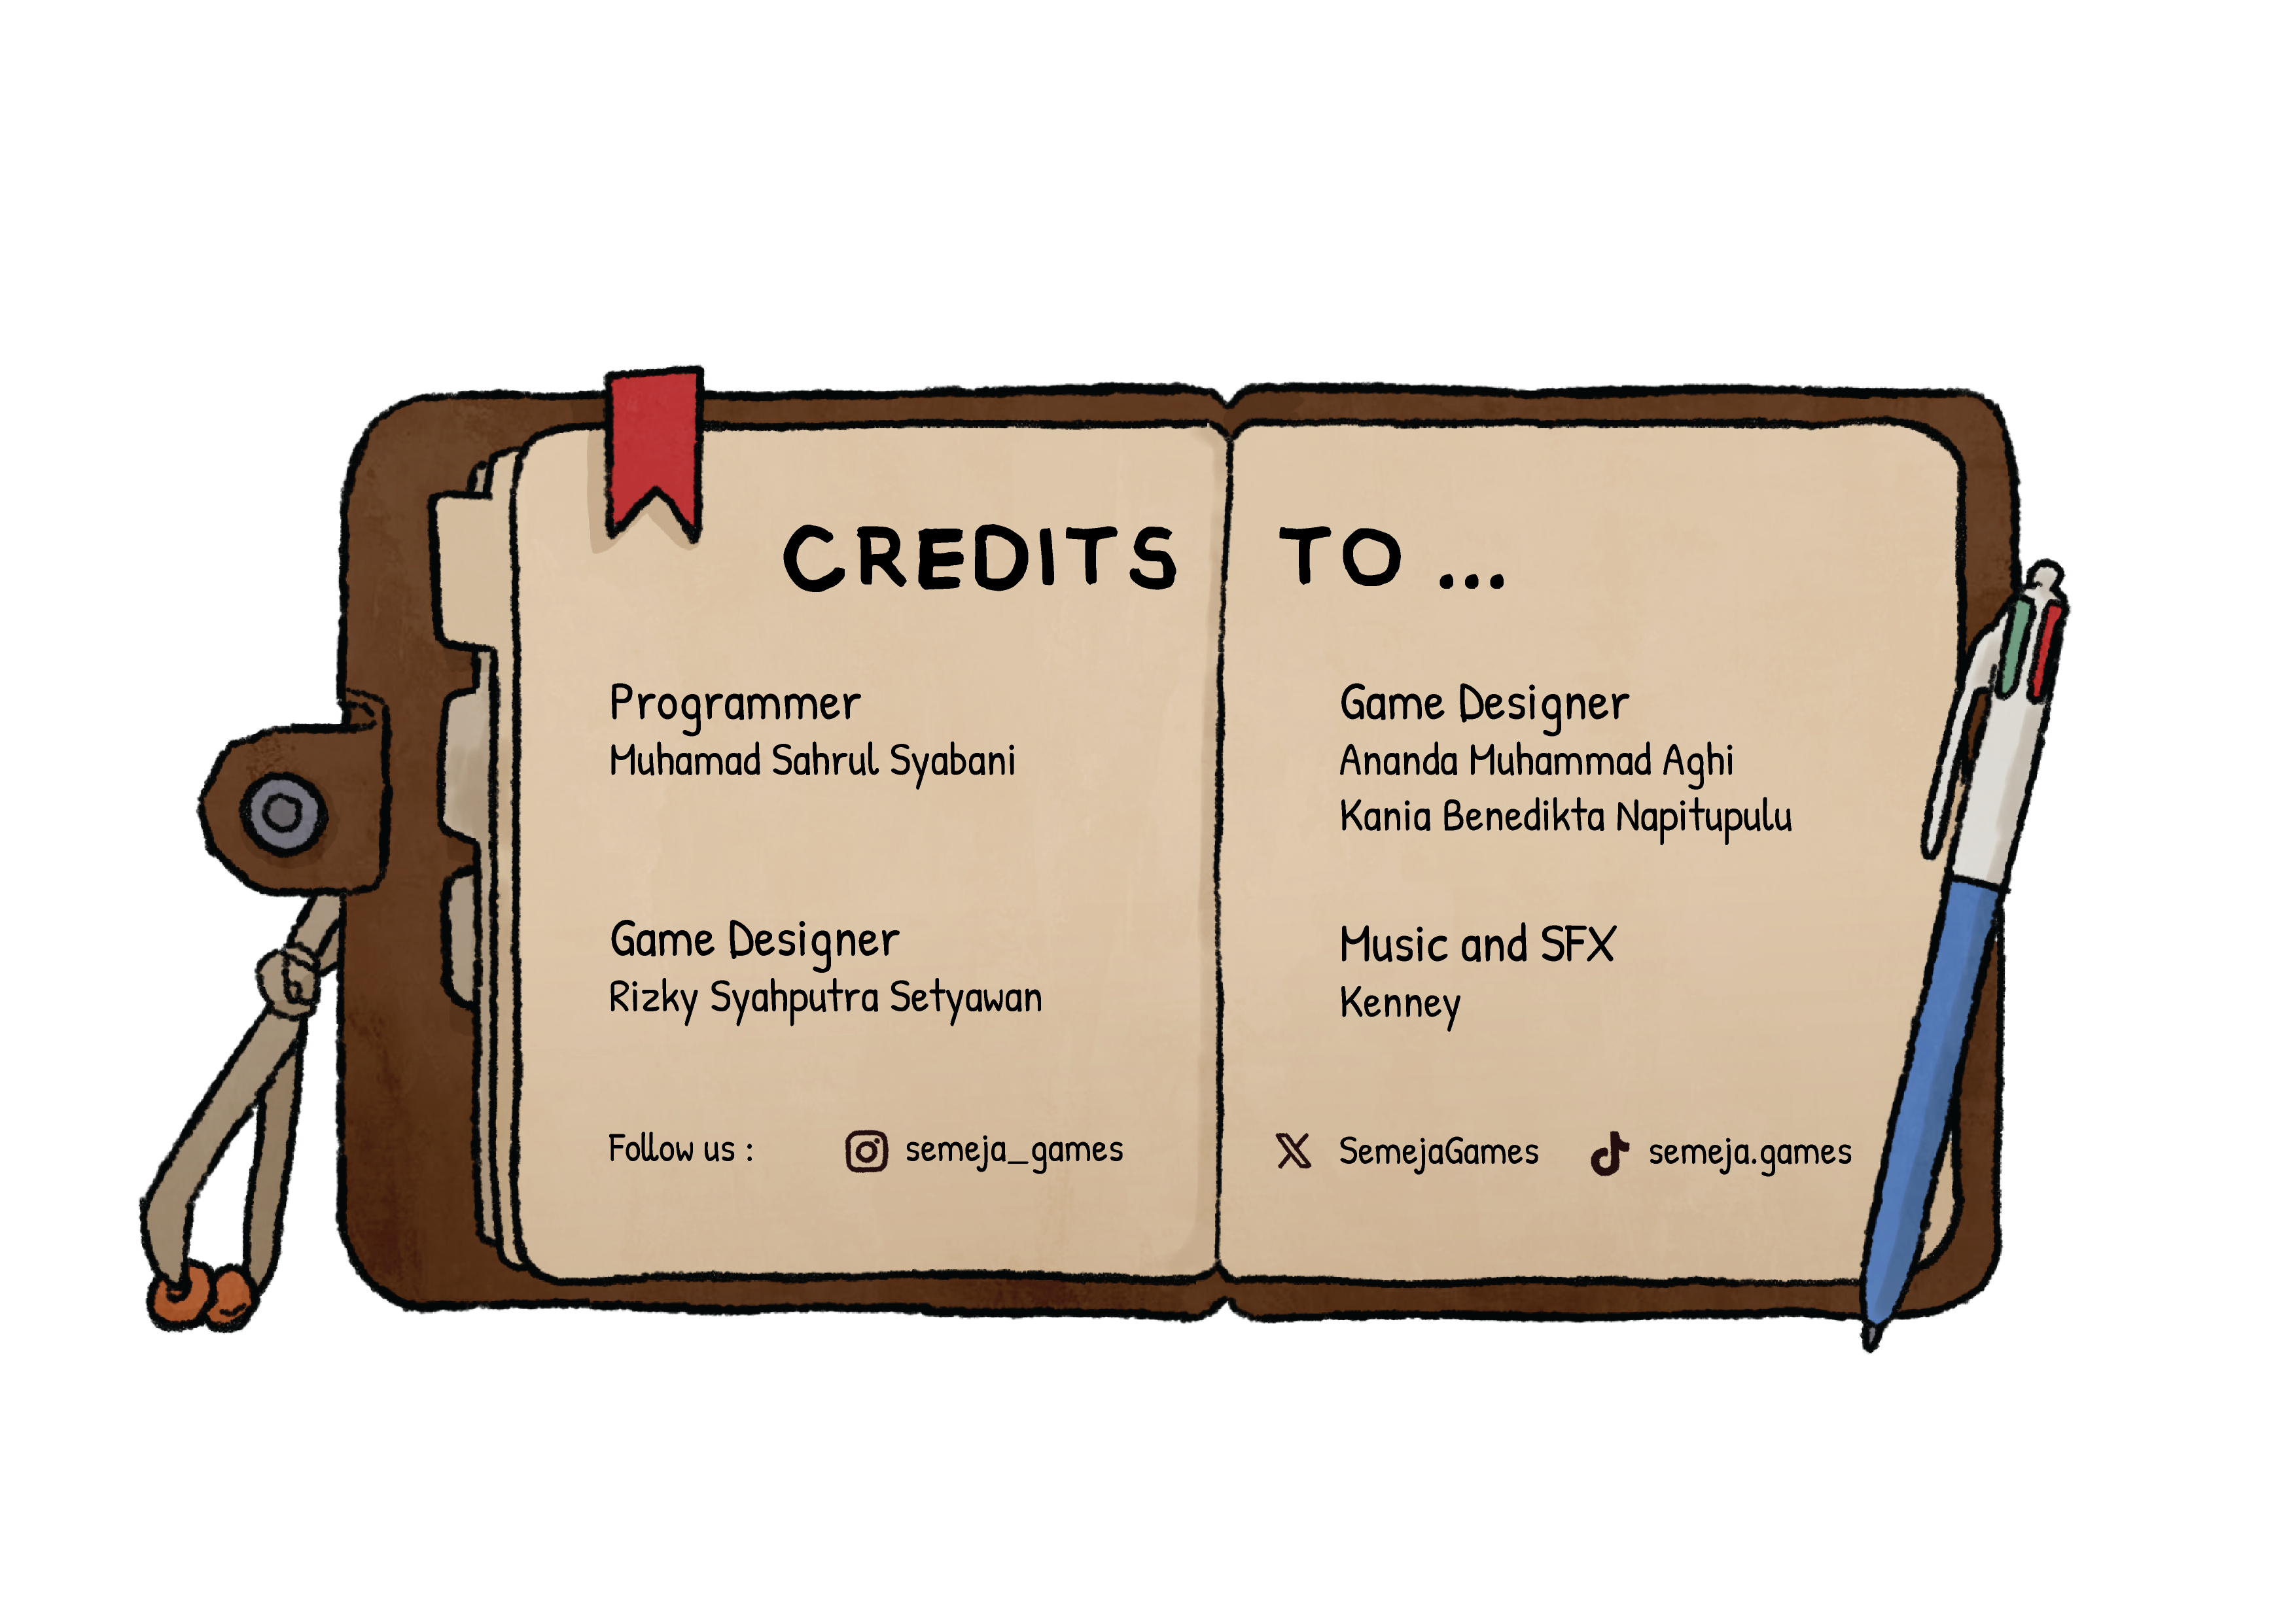 CREDITS TO ...
Programmer
Muhamad Sahrul Syabani
Game Designer
Rizky Syahputra Setyawan
Game Designer
Ananda Muhammad Aghi
Kania Benedikta Napitupulu
Music and SFX
Kenney
Follow us : semeja_games SemejaGames semeja.games